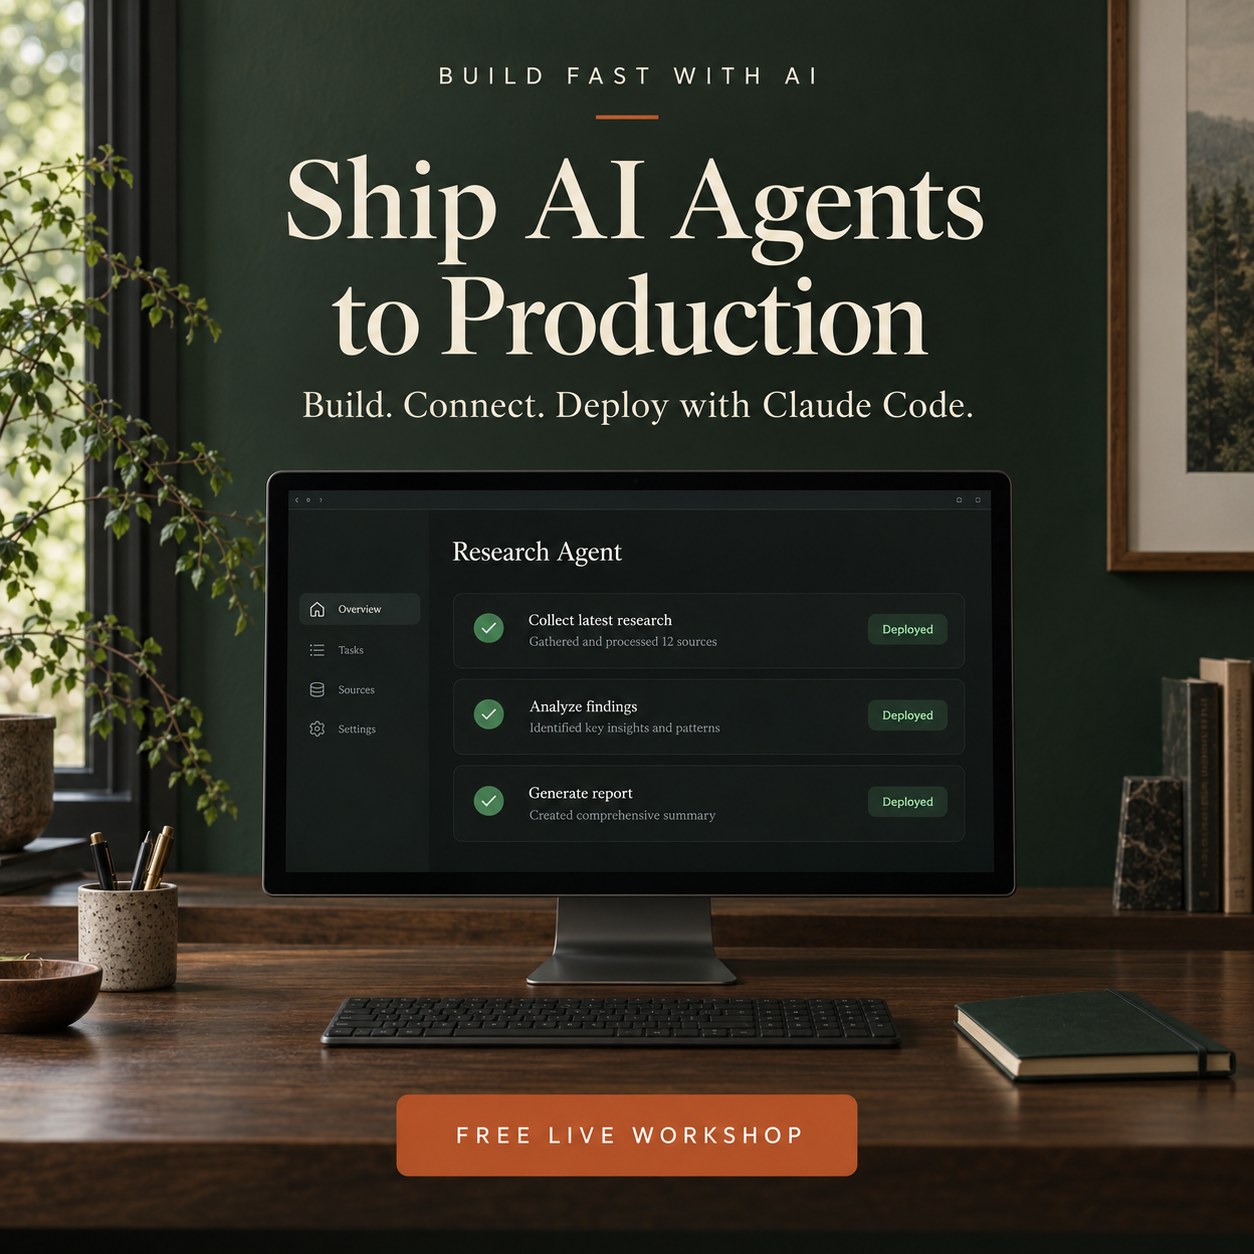 BUILD FAST WITH AI
Ship AI Agents
to Production
Build. Connect. Deploy with Claude Code.
Research Agent
Overview
Tasks
Sources
Settings
Collect latest research
Gathered and processed 12 sources
Deployed
Analyze findings
Identified key insights and patterns
Deployed
Generate report
Created comprehensive summary
Deployed
FREE LIVE WORKSHOP